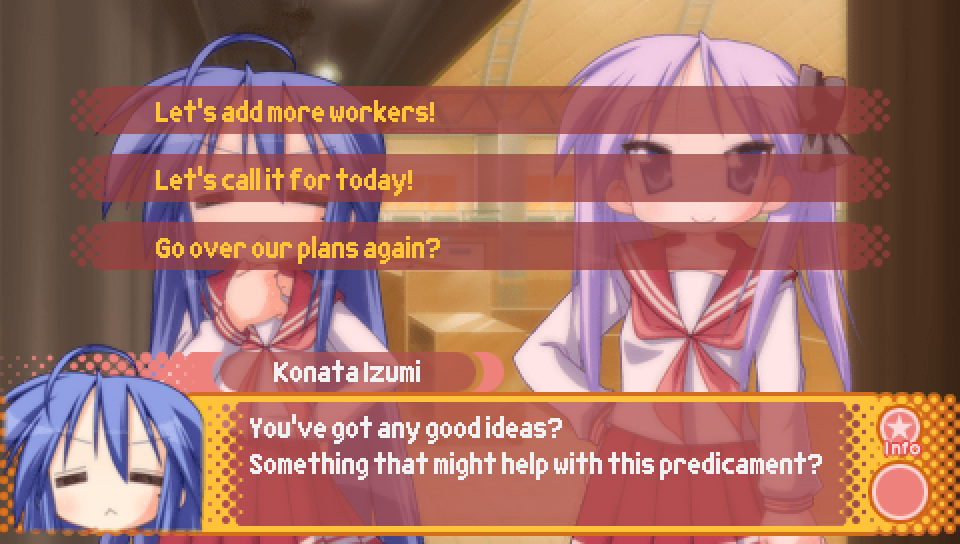 Let's add more workers!
Let's call it for today!
Go over our plans again?
Konata Izumi
You've got any good ideas?
Something that might help with this predicament?
Info